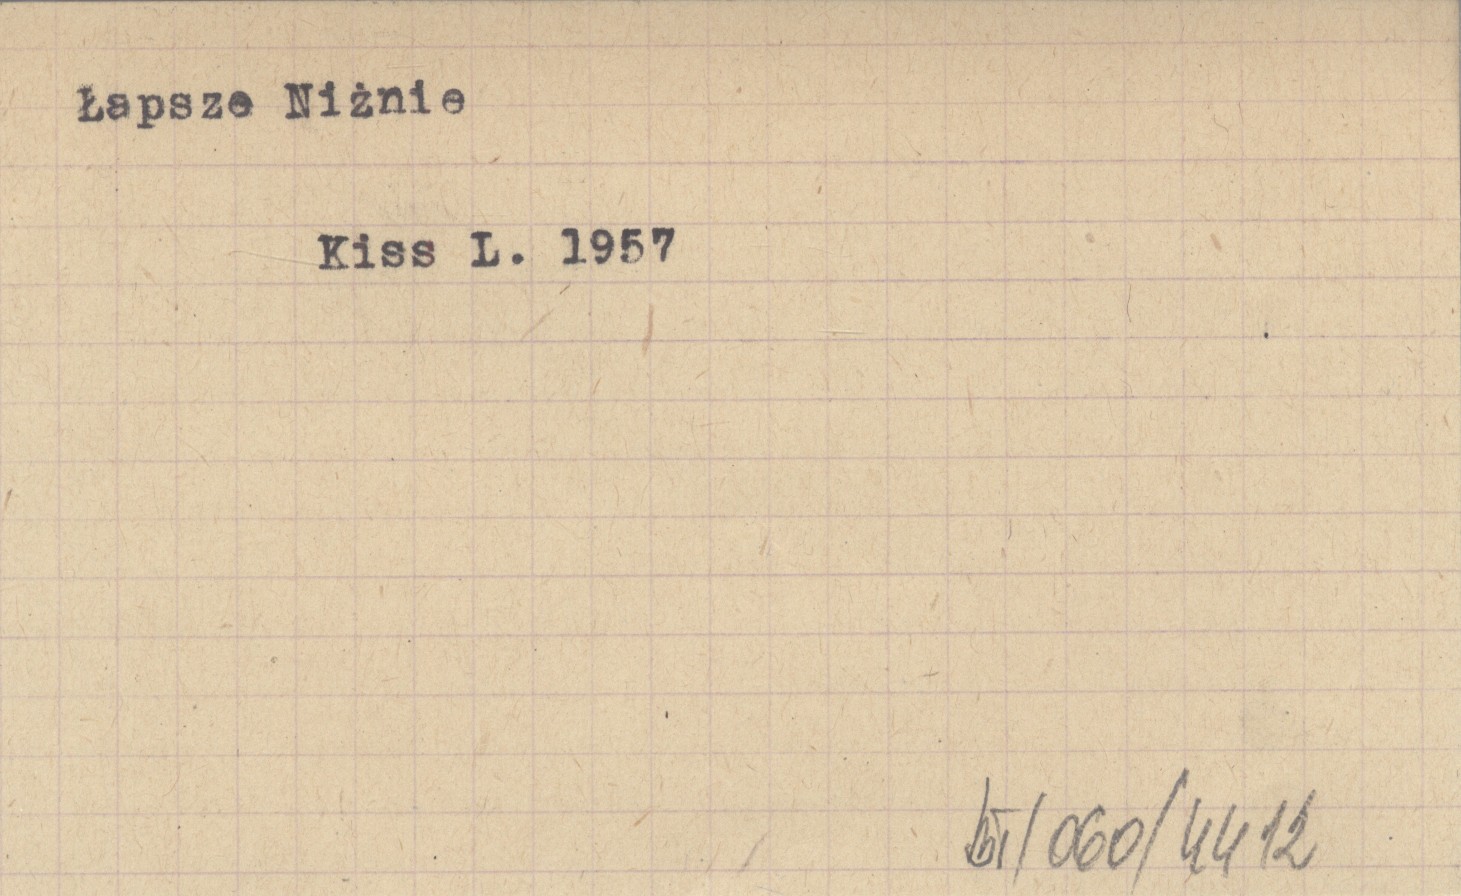 Łapsze Niżnie
Kiss L. 1957
/060/4412